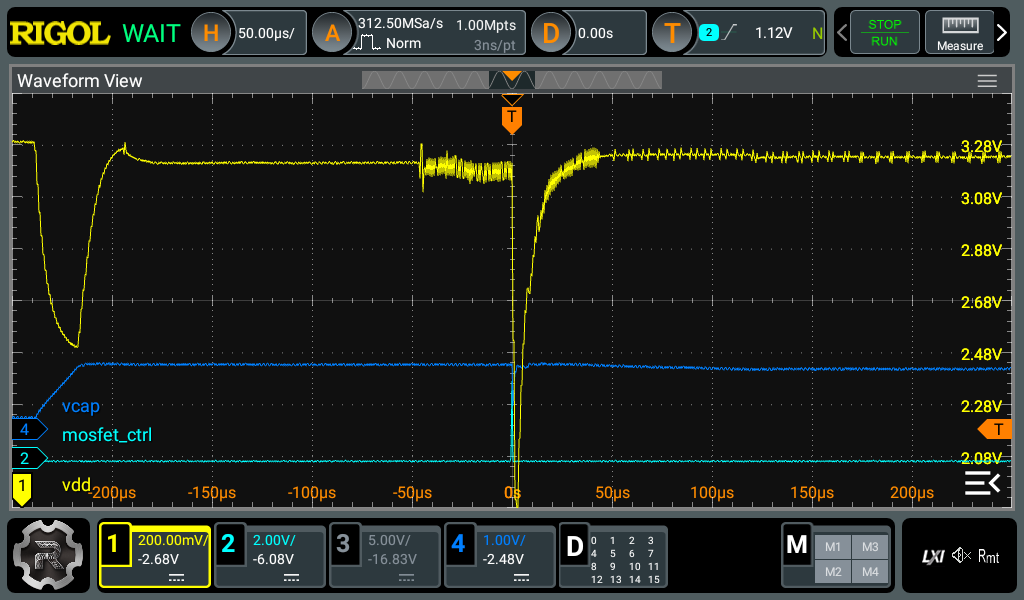 RIGOL WAIT H 50.00µs/ A 312.50MSa/s 1.00Mpts D 0.00s T 2 1.12V N STOP
Norm 3ns/pt RUN Measure
Waveform View
T
3.28V
3.08V
2.88V
2.68V
2.48V
vcap 2.28V
4 T
mosfet_ctrl
2 2.08V
1 vdd -200µs -150µs -100µs -50µs 0s 50µs 100µs 150µs 200µs
1 200.00mV/ 2 2.00V/ 3 5.00V/ 4 1.00V/ D 0 1 2 3 M M1 M3
-2.68V -6.08V -16.83V -2.48V 4 5 6 7 LXI Rmt
8 9 10 11 M2 M4
12 13 14 15